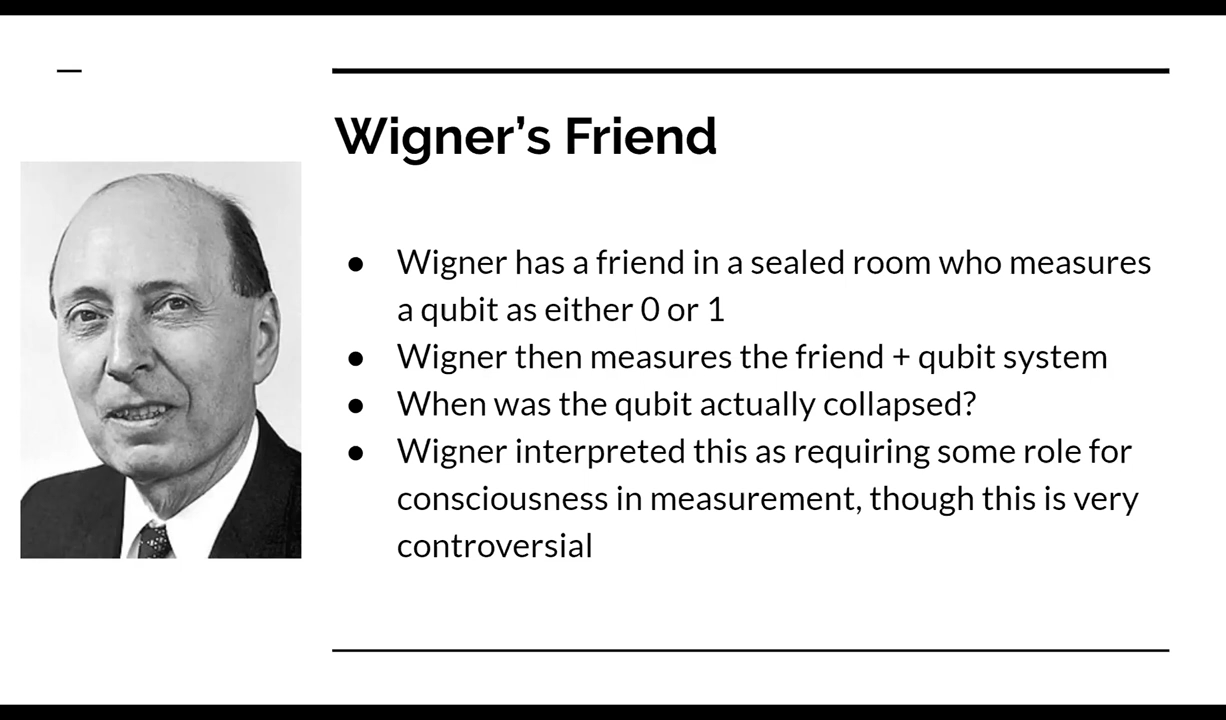 Wigner’s Friend
● Wigner has a friend in a sealed room who measures
a qubit as either 0 or 1
● Wigner then measures the friend + qubit system
● When was the qubit actually collapsed?
● Wigner interpreted this as requiring some role for
consciousness in measurement, though this is very
controversial